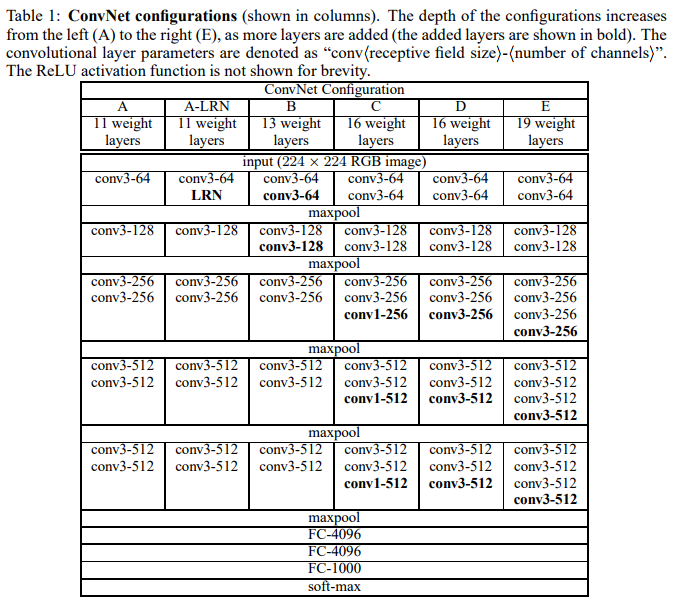 Table 1: ConvNet configurations (shown in columns). The depth of the configurations increases
from the left (A) to the right (E), as more layers are added (the added layers are shown in bold). The
convolutional layer parameters are denoted as “conv⟨receptive field size⟩-⟨number of channels⟩”.
The ReLU activation function is not shown for brevity.
ConvNet Configuration
A A-LRN B C D E
11 weight 11 weight 13 weight 16 weight 16 weight 19 weight
layers layers layers layers layers layers
input (224 × 224 RGB image)
conv3-64 conv3-64 conv3-64 conv3-64 conv3-64 conv3-64
LRN conv3-64 conv3-64 conv3-64 conv3-64
maxpool
conv3-128 conv3-128 conv3-128 conv3-128 conv3-128 conv3-128
conv3-128 conv3-128 conv3-128 conv3-128
maxpool
conv3-256 conv3-256 conv3-256 conv3-256 conv3-256 conv3-256
conv3-256 conv3-256 conv3-256 conv3-256 conv3-256 conv3-256
conv1-256 conv3-256 conv3-256
conv3-256
maxpool
conv3-512 conv3-512 conv3-512 conv3-512 conv3-512 conv3-512
conv3-512 conv3-512 conv3-512 conv3-512 conv3-512 conv3-512
conv1-512 conv3-512 conv3-512
conv3-512
maxpool
conv3-512 conv3-512 conv3-512 conv3-512 conv3-512 conv3-512
conv3-512 conv3-512 conv3-512 conv3-512 conv3-512 conv3-512
conv1-512 conv3-512 conv3-512
conv3-512
maxpool
FC-4096
FC-4096
FC-1000
soft-max